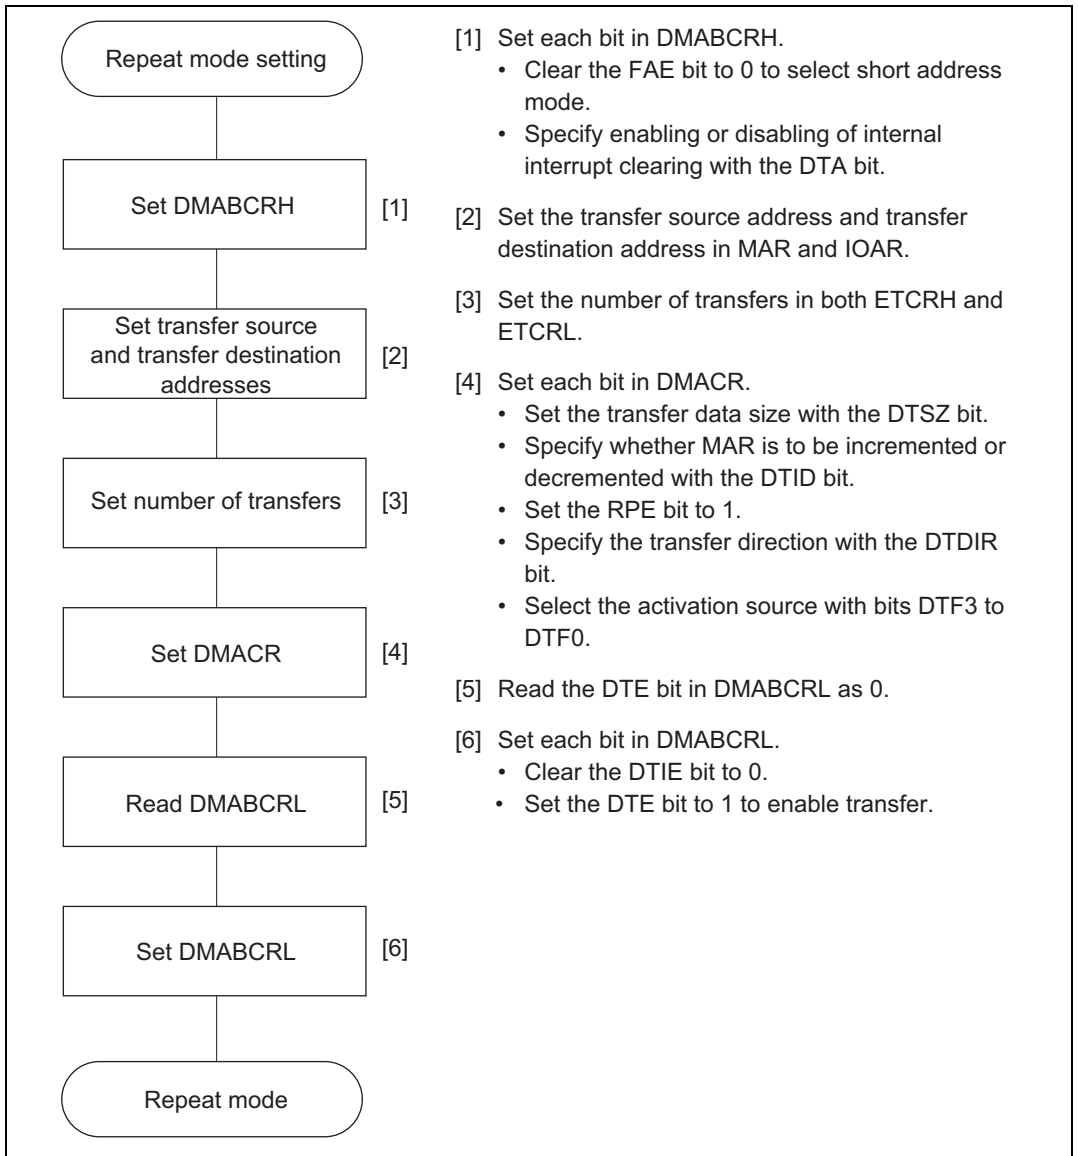 Repeat mode setting
Set DMABCRH
[1]
Set transfer source
and transfer destination
addresses
[2]
Set number of transfers
[3]
Set DMACR
[4]
Read DMABCRL
[5]
Set DMABCRL
[6]
Repeat mode
[1] Set each bit in DMABCRH.
• Clear the FAE bit to 0 to select short address
mode.
• Specify enabling or disabling of internal
interrupt clearing with the DTA bit.
[2] Set the transfer source address and transfer
destination address in MAR and IOAR.
[3] Set the number of transfers in both ETCRH and
ETCRL.
[4] Set each bit in DMACR.
• Set the transfer data size with the DTSZ bit.
• Specify whether MAR is to be incremented or
decremented with the DTID bit.
• Set the RPE bit to 1.
• Specify the transfer direction with the DTDIR
bit.
• Select the activation source with bits DTF3 to
DTF0.
[5] Read the DTE bit in DMABCRL as 0.
[6] Set each bit in DMABCRL.
• Clear the DTIE bit to 0.
• Set the DTE bit to 1 to enable transfer.